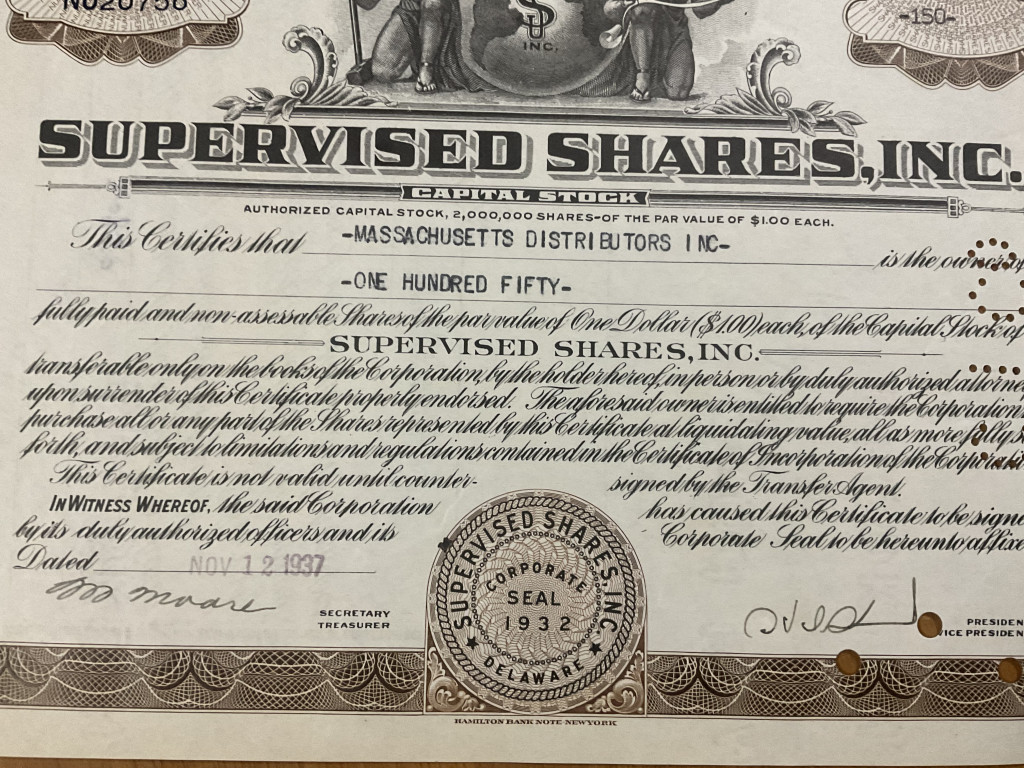 NU20756
-150-
INC.
SUPERVISED SHARES, INC.
CAPITAL STOCK
AUTHORIZED CAPITAL STOCK, 2,000,000 SHARES-OF THE PAR VALUE OF $1.00 EACH.
This Certifies that -MASSACHUSETTS DISTRIBUTORS INC- is the owner of
-ONE HUNDRED FIFTY-
fully paid and non-assessable Shares of the par value of One Dollar ($1.00) each, of the Capital Stock of
SUPERVISED SHARES, INC.
transferable only on the books of the Corporation, by the holder hereof, in person or by duly authorized attorney
upon surrender of this Certificate properly endorsed. The aforesaid owner is entitled to require the Corporation
purchase all or any part of the Shares represented by this Certificate at liquidating value, all as more fully s
forth, and subject to limitations and regulations contained in the Certificate of Incorporation of the Corporati
This Certificate is not valid until counter- signed by the Transfer Agent.
IN WITNESS WHEREOF, the said Corporation has caused this Certificate to be signe
by its duly authorized officers and its Corporate Seal to be hereunto affixe
Dated NOV 12 1937
Moore
SECRETARY
TREASURER
PRESIDEN
VICE PRESIDEN
SUPERVISED SHARES, INC.
CORPORATE
SEAL
1932
DELAWARE
HAMILTON BANK NOTE NEW YORK